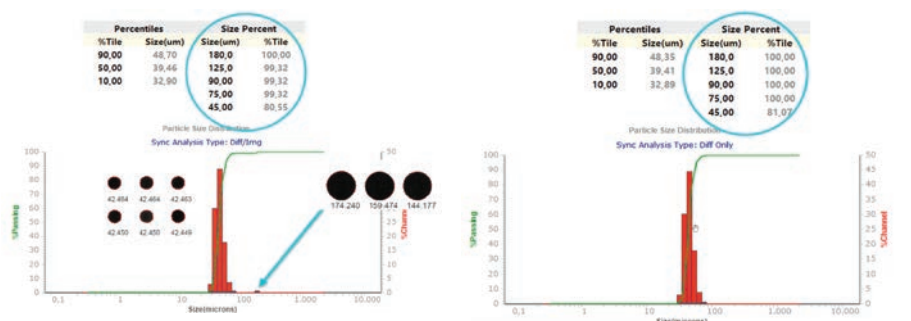 Percentiles Size Percent
%Tile Size(um) Size(um) %Tile
90,00 48,70 180,0 100,00
50,00 39,46 125,0 99,32
10,00 32,90 90,00 99,32
75,00 99,32
45,00 80,55
Particle Size Distribution
Sync Analysis Type: Diff/Img
100
90
80
70
60
50
40
30
20
10
0
%Passing
42.464 42.464 42.463
42.450 42.450 42.449
174.240 159.474 144.177
50
20
15
10
5
0
%Channel
0,1 1 10 100 1.000 10.000
Size(microns)
Percentiles Size Percent
%Tile Size(um) Size(um) %Tile
90,00 48,35 180,0 100,00
50,00 39,41 125,0 100,00
10,00 32,89 90,00 100,00
75,00 100,00
45,00 81,07
Particle Size Distribution
Sync Analysis Type: Diff Only
100
90
80
70
60
50
40
30
20
10
0
%Passing
50
45
40
35
30
25
20
15
10
5
0
%Channel
0,1 1 10 100 1.000 10.000
Size(microns)